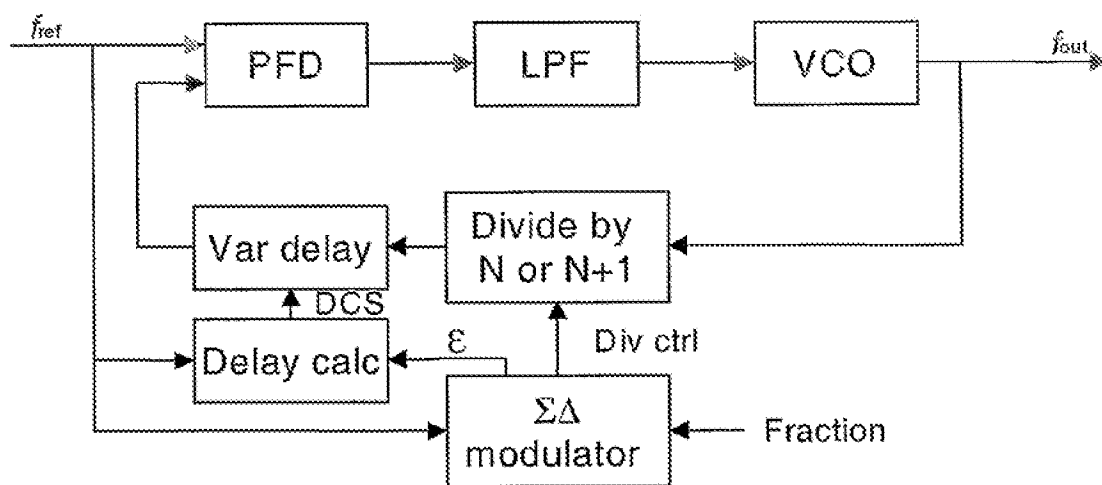 fref
PFD
LPF
VCO
fout
Var delay
Divide by
N or N+1
DCS
Delay calc
ε
Div ctrl
ΣΔ
modulator
Fraction